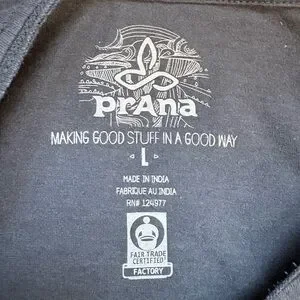 prAna
MAKING GOOD STUFF IN A GOOD WAY
L
MADE IN INDIA
FABRIQUE AU INDIA
RN# 124977
FAIR TRADE
CERTIFIED
FACTORY